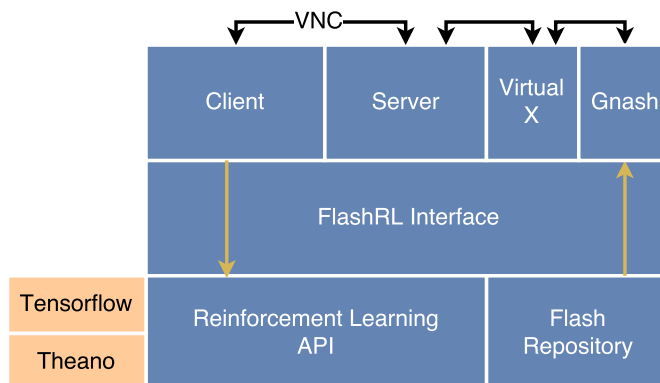 VNC
Client
Server
Virtual
X
Gnash
FlashRL Interface
Tensorflow
Theano
Reinforcement Learning
API
Flash
Repository